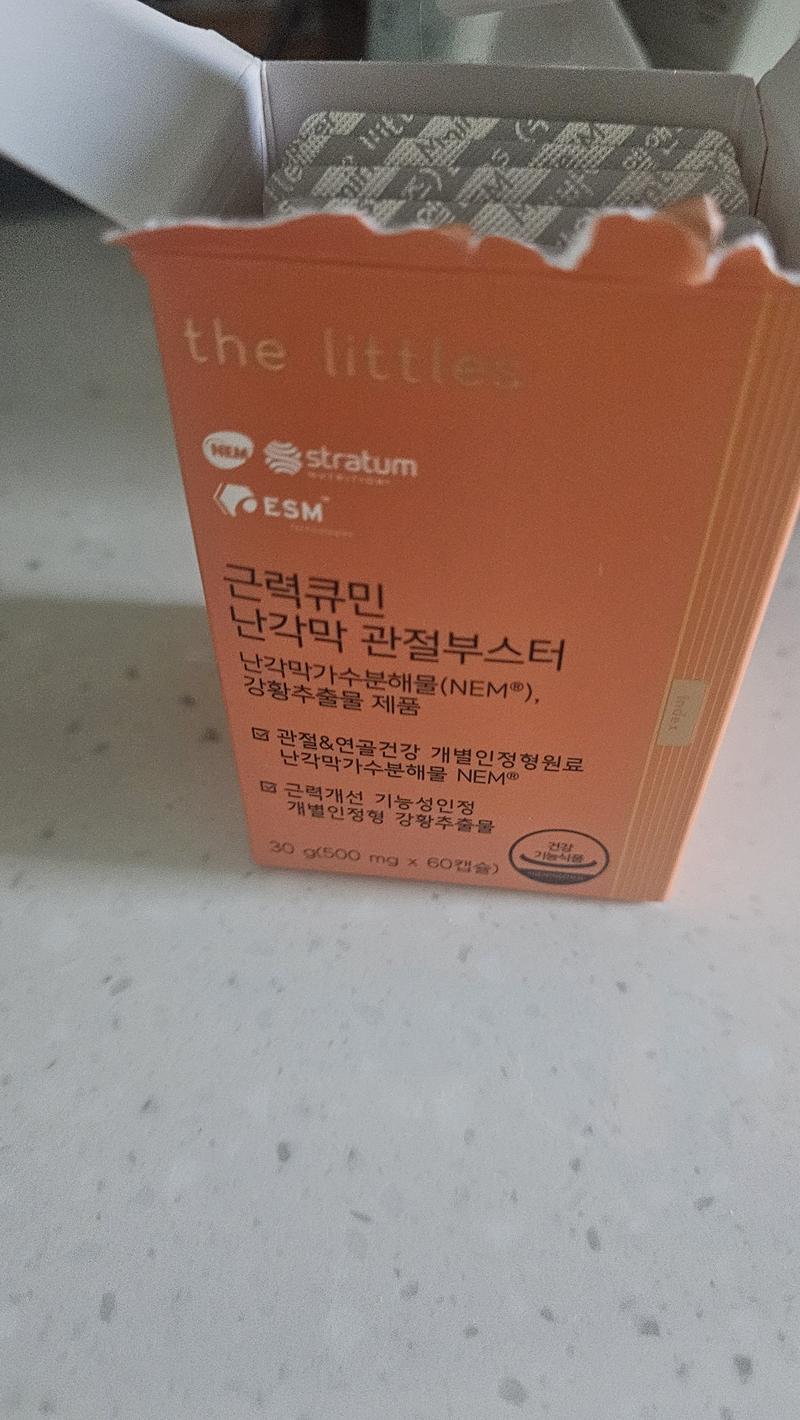 the littles
NEM stratum
NUTRITION
ESM™
근력큐민
난각막 관절부스터
난각막가수분해물(NEM®),
강황추출물 제품
관절&연골건강 개별인정형원료
난각막가수분해물 NEM®
근력개선 기능성인정
개별인정형 강황추출물
30 g(500 mg x 60캡슐)
건강
기능식품
index